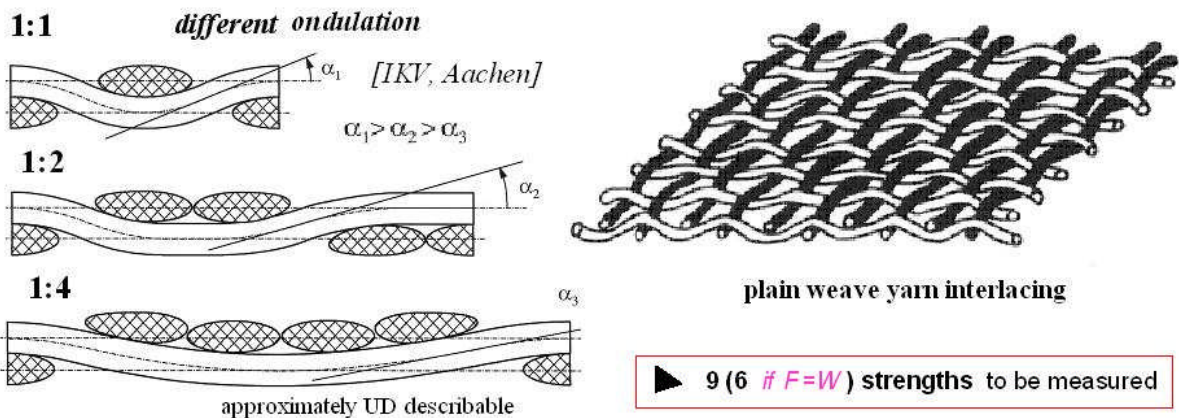 1:1
different ondulation
α1
[IKV, Aachen]
α1> α2 > α3
1:2
α2
1:4
α3
approximately UD describable
plain weave yarn interlacing
▶ 9 (6 if F=W) strengths to be measured